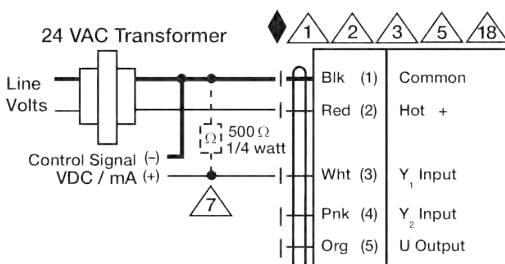 24 VAC Transformer
1 2 3 5 18
Line
Volts
Blk (1) Common
Red (2) Hot +
Ω 500 Ω
1/4 watt
Control Signal (-)
VDC / mA (+)
Wht (3) Y1 Input
7
Pnk (4) Y2 Input
Org (5) U Output